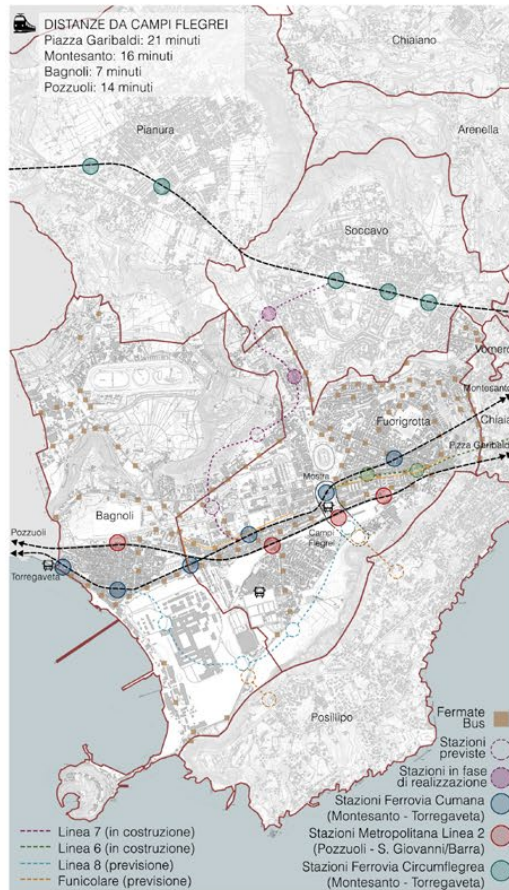 DISTANZE DA CAMPI FLEGREI
Piazza Garibaldi: 21 minuti
Montesanto: 16 minuti
Bagnoli: 7 minuti
Pozzuoli: 14 minuti
Chiaiano
Pianura
Arenella
Soccavo
Vomero
Montesanto
Chiaia
Fuorigrotta
Pizza Garibaldi
Mostra
Bagnoli
Campi
Flegrei
Pozzuoli
Torregaveta
Posillipo
Fermate
Bus
Stazioni
previste
Stazioni in fase
di realizzazione
Stazioni Ferrovia Cumana
(Montesanto - Torregaveta)
Stazioni Metropolitana Linea 2
(Pozzuoli - S. Giovanni/Barra)
Stazioni Ferrovia Circumflegrea
(Montesanto - Torregaveta)
Linea 7 (in costruzione)
Linea 6 (in costruzione)
Linea 8 (previsione)
Funicolare (previsione)